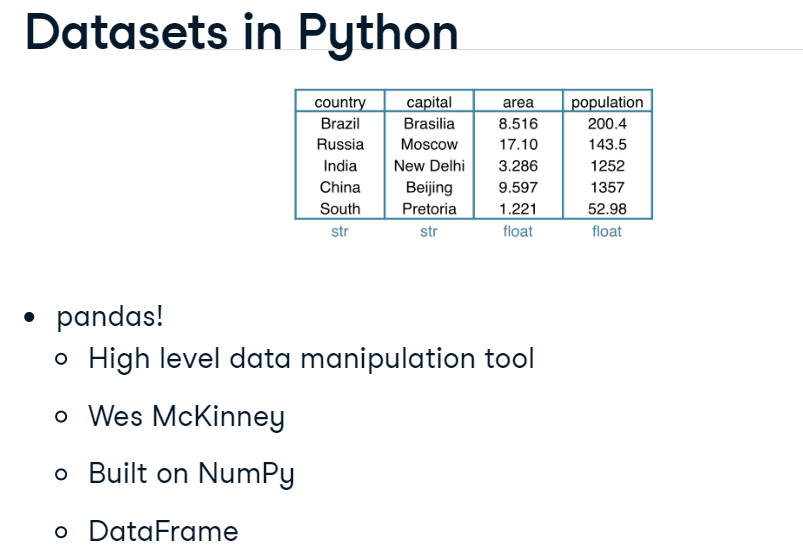 Datasets in Python
country capital area population
Brazil Brasilia 8.516 200.4
Russia Moscow 17.10 143.5
India New Delhi 3.286 1252
China Beijing 9.597 1357
South Pretoria 1.221 52.98
str str float float
• pandas!
○ High level data manipulation tool
○ Wes McKinney
○ Built on NumPy
○ DataFrame